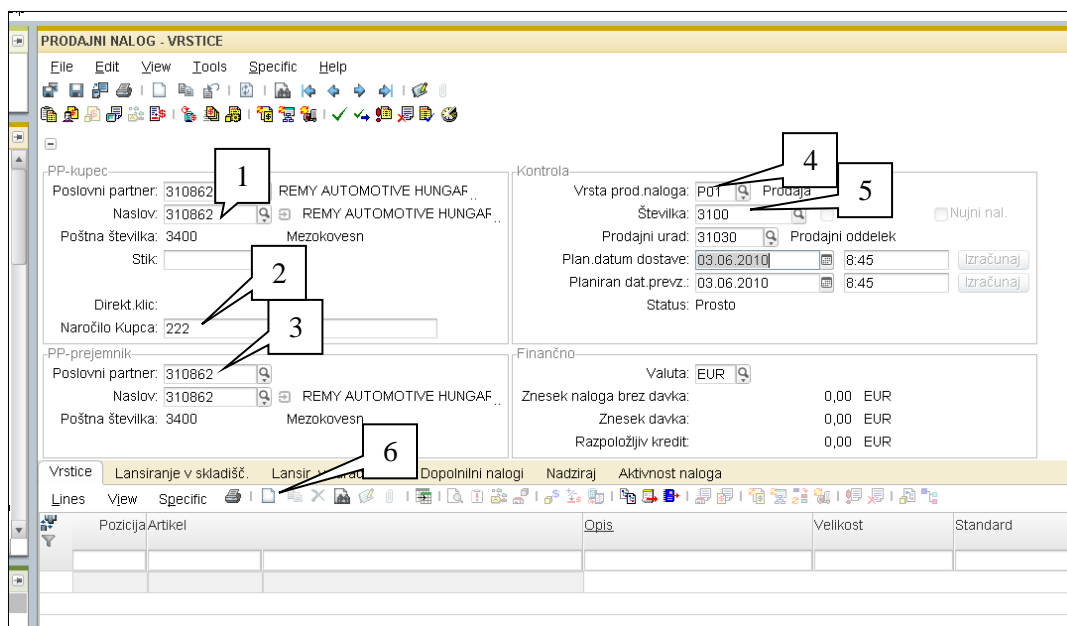 PRODAJNI NALOG - VRSTICE
File Edit View Tools Specific Help
PP-kupec
Poslovni partner: 310862 REMY AUTOMOTIVE HUNGAR..
1
Naslov: 310862 REMY AUTOMOTIVE HUNGAR..
Poštna številka: 3400 Mezokovesn
Stik:
2
Direkt.klic:
Naročilo Kupca: 222
3
Kontrola
4
Vrsta prod.naloga: P01 Prodaja
5
Številka: 3100 Nujni nal.
Prodajni urad: 31030 Prodajni oddelek
Plan.datum dostave: 03.06.2010 8:45 Izračunaj
Planiran dat.prevz.: 03.06.2010 8:45 Izračunaj
Status: Prosto
PP-prejemnik
Poslovni partner: 310862
Naslov: 310862 REMY AUTOMOTIVE HUNGAR..
Poštna številka: 3400 Mezokovesn
Finančno
Valuta: EUR
Znesek naloga brez davka: 0,00 EUR
Znesek davka: 0,00 EUR
Razpoložljiv kredit: 0,00 EUR
6
Vrstice Lansiranje v skladišč. Lansir. Dopolnilni nalogi Nadziraj Aktivnost naloga
Lines View Specific
Pozicija Artikel Opis Velikost Standard